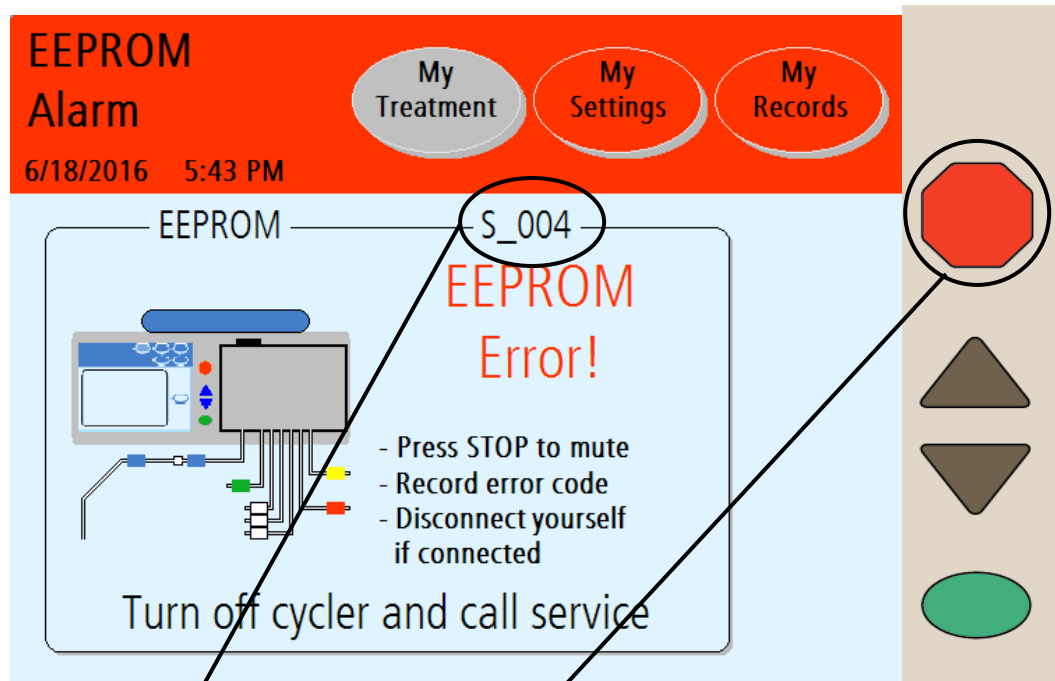 EEPROM
Alarm
6/18/2016 5:43 PM
My
Treatment
My
Settings
My
Records
EEPROM
S_004
EEPROM
Error!
- Press STOP to mute
- Record error code
- Disconnect yourself
if connected
Turn off cycler and call service